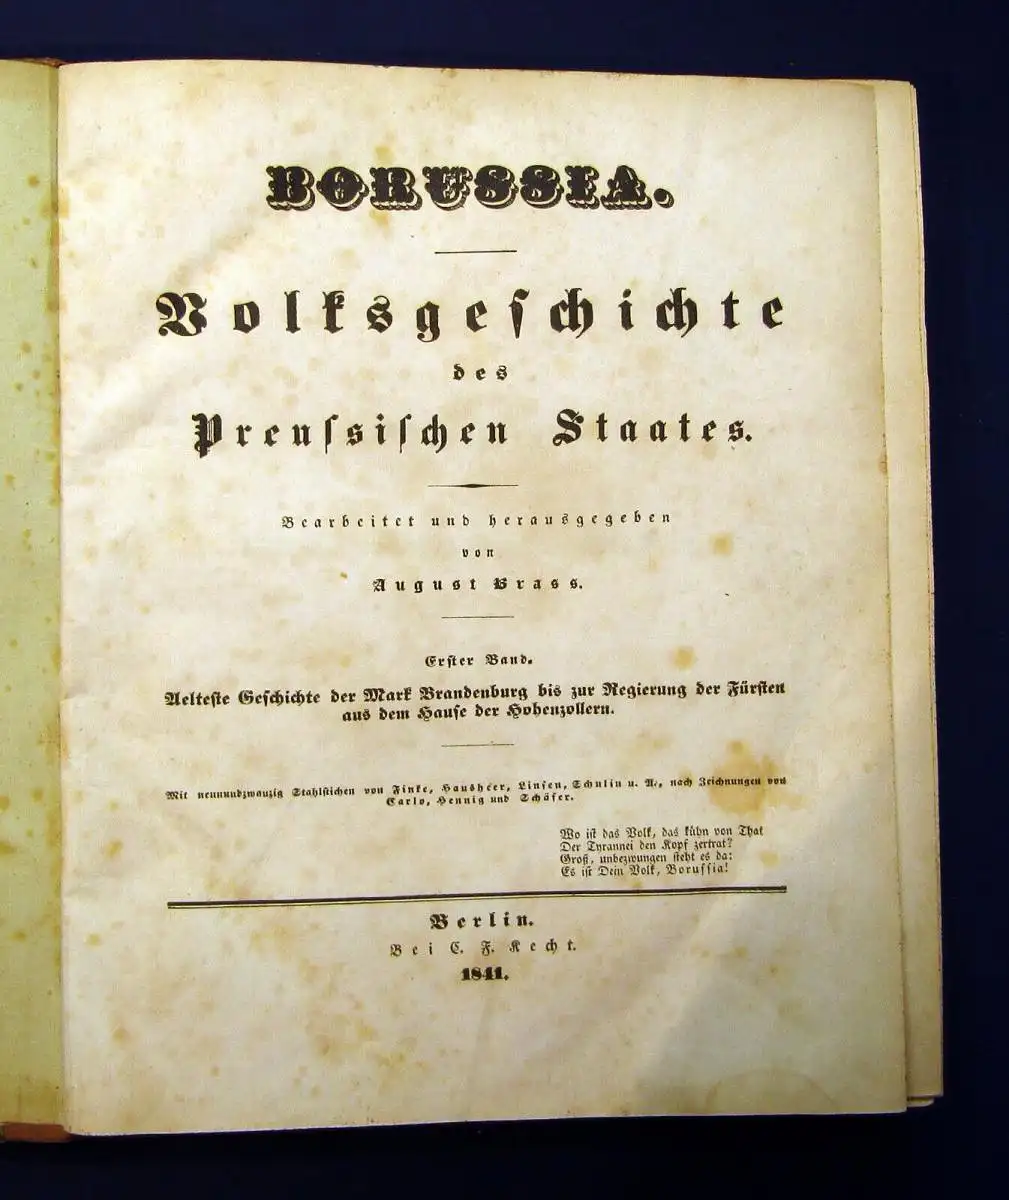 BORUSSIA.
Volksgeschichte
des
Preuſsiſchen Staates.
Bearbeitet und herausgegeben
von
August Brass.
Erſter Band.
Aelteſte Geſchichte der Mark Brandenburg bis zur Regierung der Fürſten
aus dem Hauſe der Hohenzollern.
Mit neunundzwanzig Stahlſtichen von Finke, Hausheer, Linſen, Schulin u. A., nach Zeichnungen von
Carlo, Hennig und Schäfer.
Wo iſt das Volk, das kühn von That
Der Tyrannei den Kopf zertrat?
Groß, unbezwungen ſteht es da:
Es iſt Dein Volk, Boruſſia!
Berlin.
Bei C. F. Kecht.
1841.